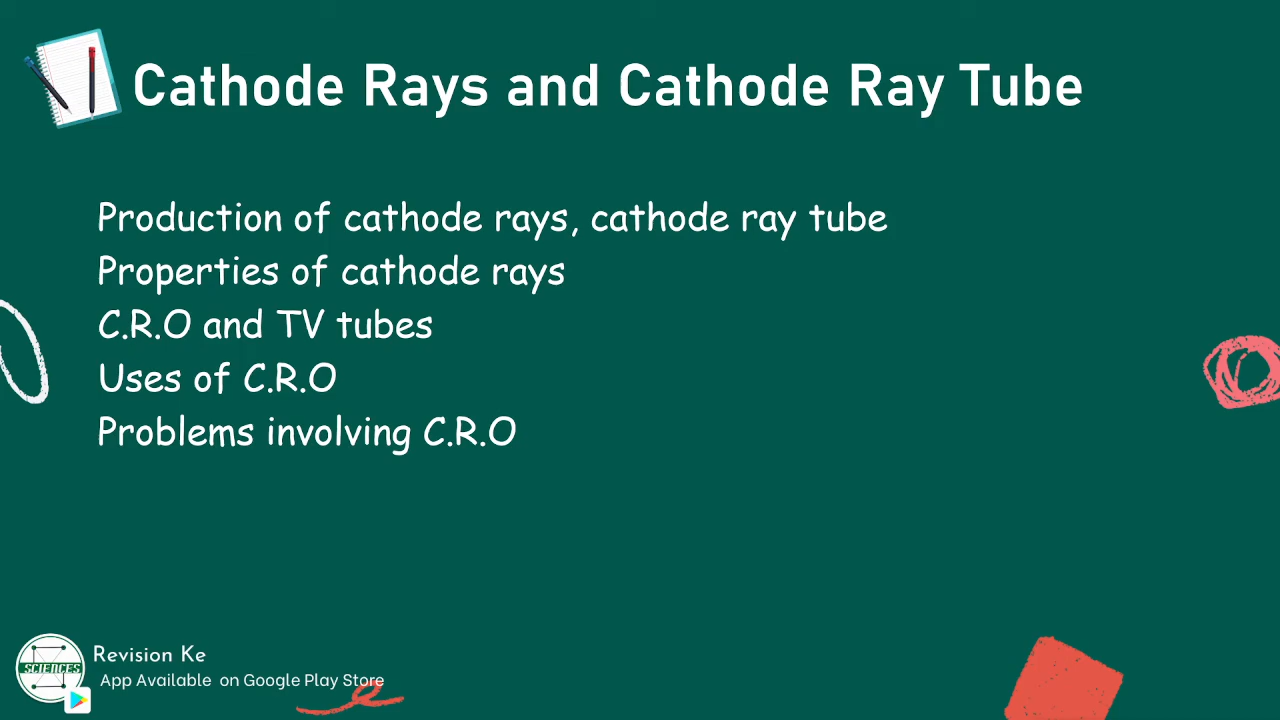 Cathode Rays and Cathode Ray Tube
Production of cathode rays, cathode ray tube
Properties of cathode rays
C.R.O and TV tubes
Uses of C.R.O
Problems involving C.R.O
SCIENCES
Revision Ke
App Available on Google Play Store